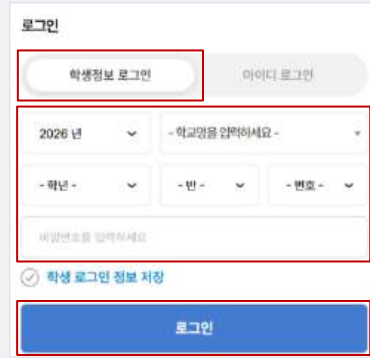 로그인
학생정보 로그인 아이디 로그인
2026 년 - 학교명을 입력하세요 -
- 학년 - - 반 - - 번호 -
비밀번호를 입력하세요
학생 로그인 정보 저장
로그인